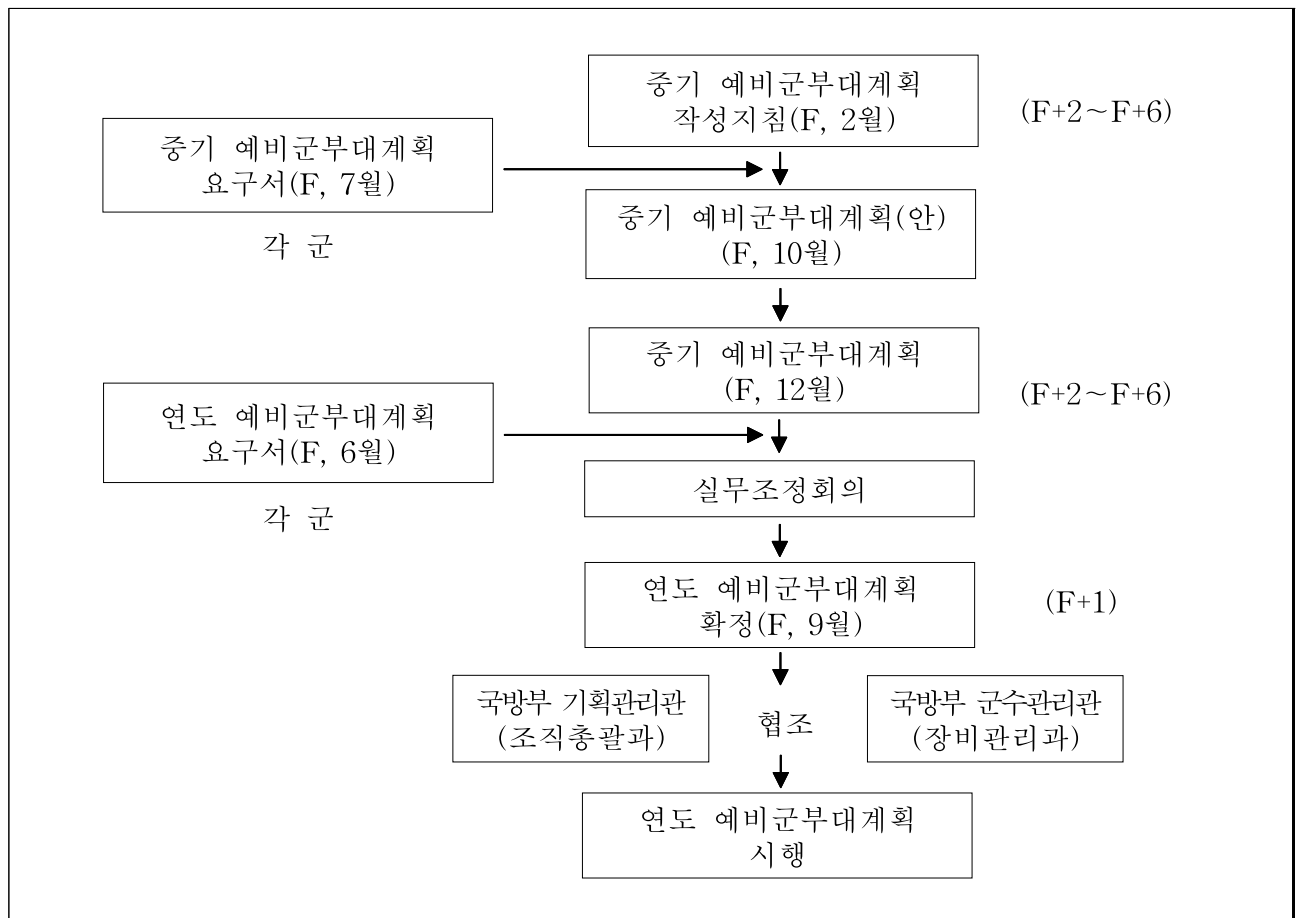 중기 예비군부대계획
작성지침(F, 2월)
(F+2~F+6)
중기 예비군부대계획
요구서(F, 7월)
각 군
중기 예비군부대계획(안)
(F, 10월)
중기 예비군부대계획
(F, 12월)
(F+2~F+6)
연도 예비군부대계획
요구서(F, 6월)
각 군
실무조정회의
연도 예비군부대계획
확정(F, 9월)
(F+1)
국방부 기획관리관
(조직총괄과)
협조
국방부 군수관리관
(장비관리과)
연도 예비군부대계획
시행